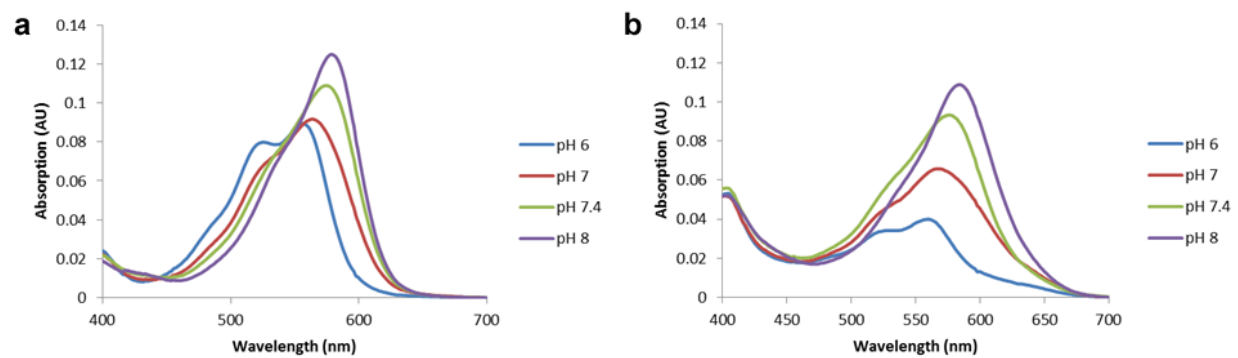 a
0.14
0.12
0.1
0.08
0.06
0.04
0.02
0
Absorption (AU)
400
500
600
700
Wavelength (nm)
pH 6
pH 7
pH 7.4
pH 8
b
0.14
0.12
0.1
0.08
0.06
0.04
0.02
0
Absorption (AU)
400
450
500
550
600
650
700
Wavelength (nm)
pH 6
pH 7
pH 7.4
pH 8